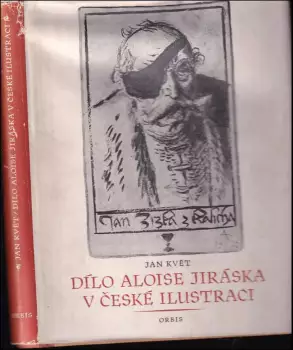 JAN KVĚT / DÍLO ALOISE JIRÁSKA V ČESKÉ ILUSTRACI
ORBIS
Jan Žižka z Kalicha
JAN KVĚT
DÍLO ALOISE JIRÁSKA
V ČESKÉ ILUSTRACI
ORBIS